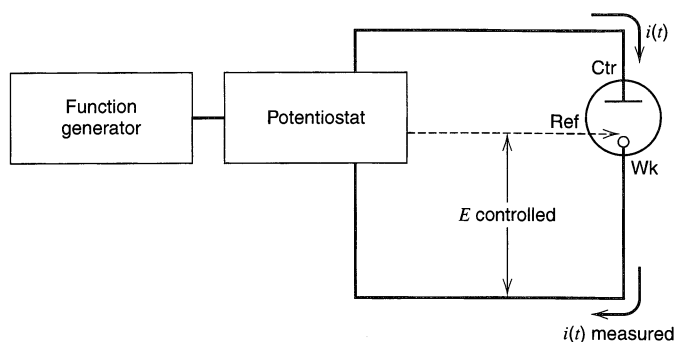 i(t)
Ctr
Function
generator
Potentiostat
Ref
Wk
E controlled
i(t) measured